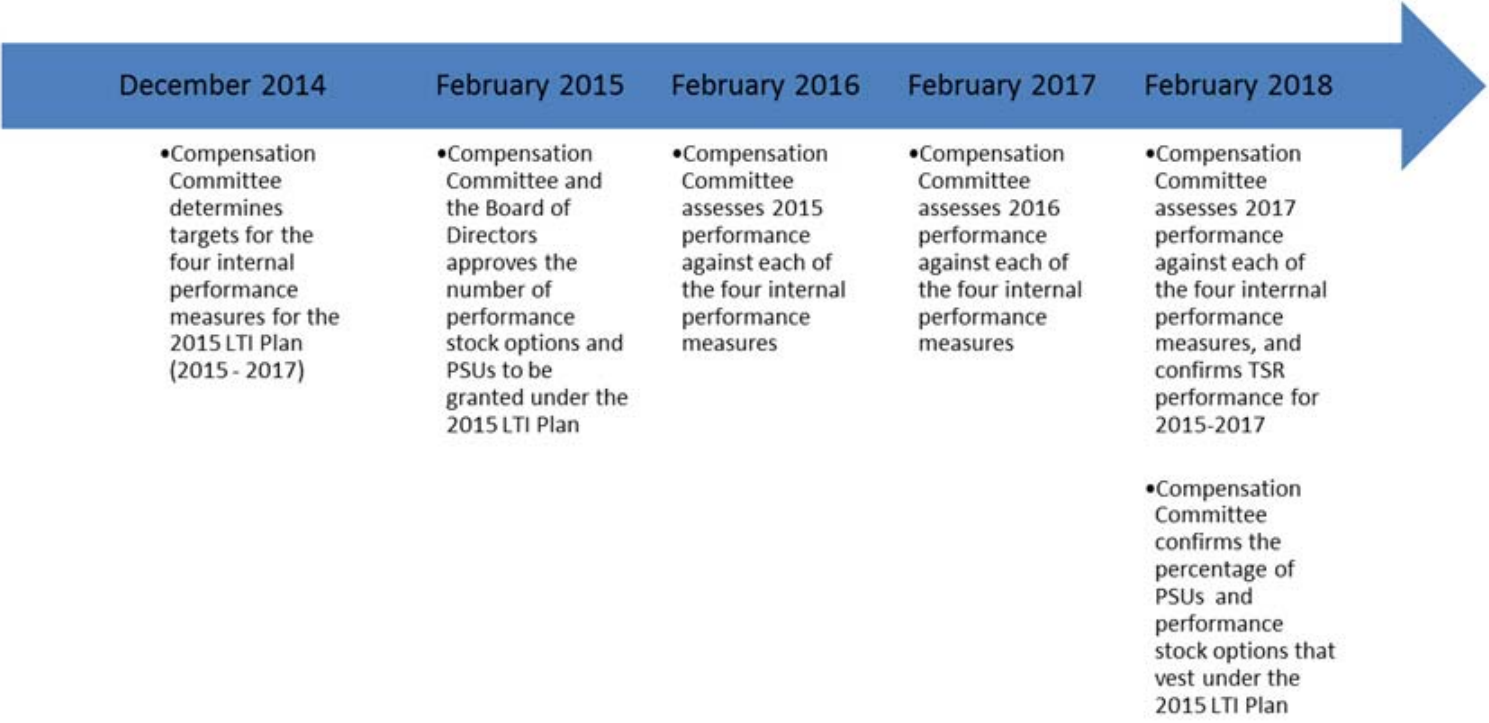 December 2014
February 2015
February 2016
February 2017
February 2018
•Compensation
Committee
determines
targets for the
four internal
performance
measures for the
2015 LTI Plan
(2015 - 2017)
•Compensation
Committee and
the Board of
Directors
approves the
number of
performance
stock options and
PSUs to be
granted under the
2015 LTI Plan
•Compensation
Committee
assesses 2015
performance
against each of
the four internal
performance
measures
•Compensation
Committee
assesses 2016
performance
against each of
the four internal
performance
measures
•Compensation
Committee
assesses 2017
performance
against each of
the four interrnal
performance
measures, and
confirms TSR
performance for
2015-2017
•Compensation
Committee
confirms the
percentage of
PSUs and
performance
stock options that
vest under the
2015 LTI Plan